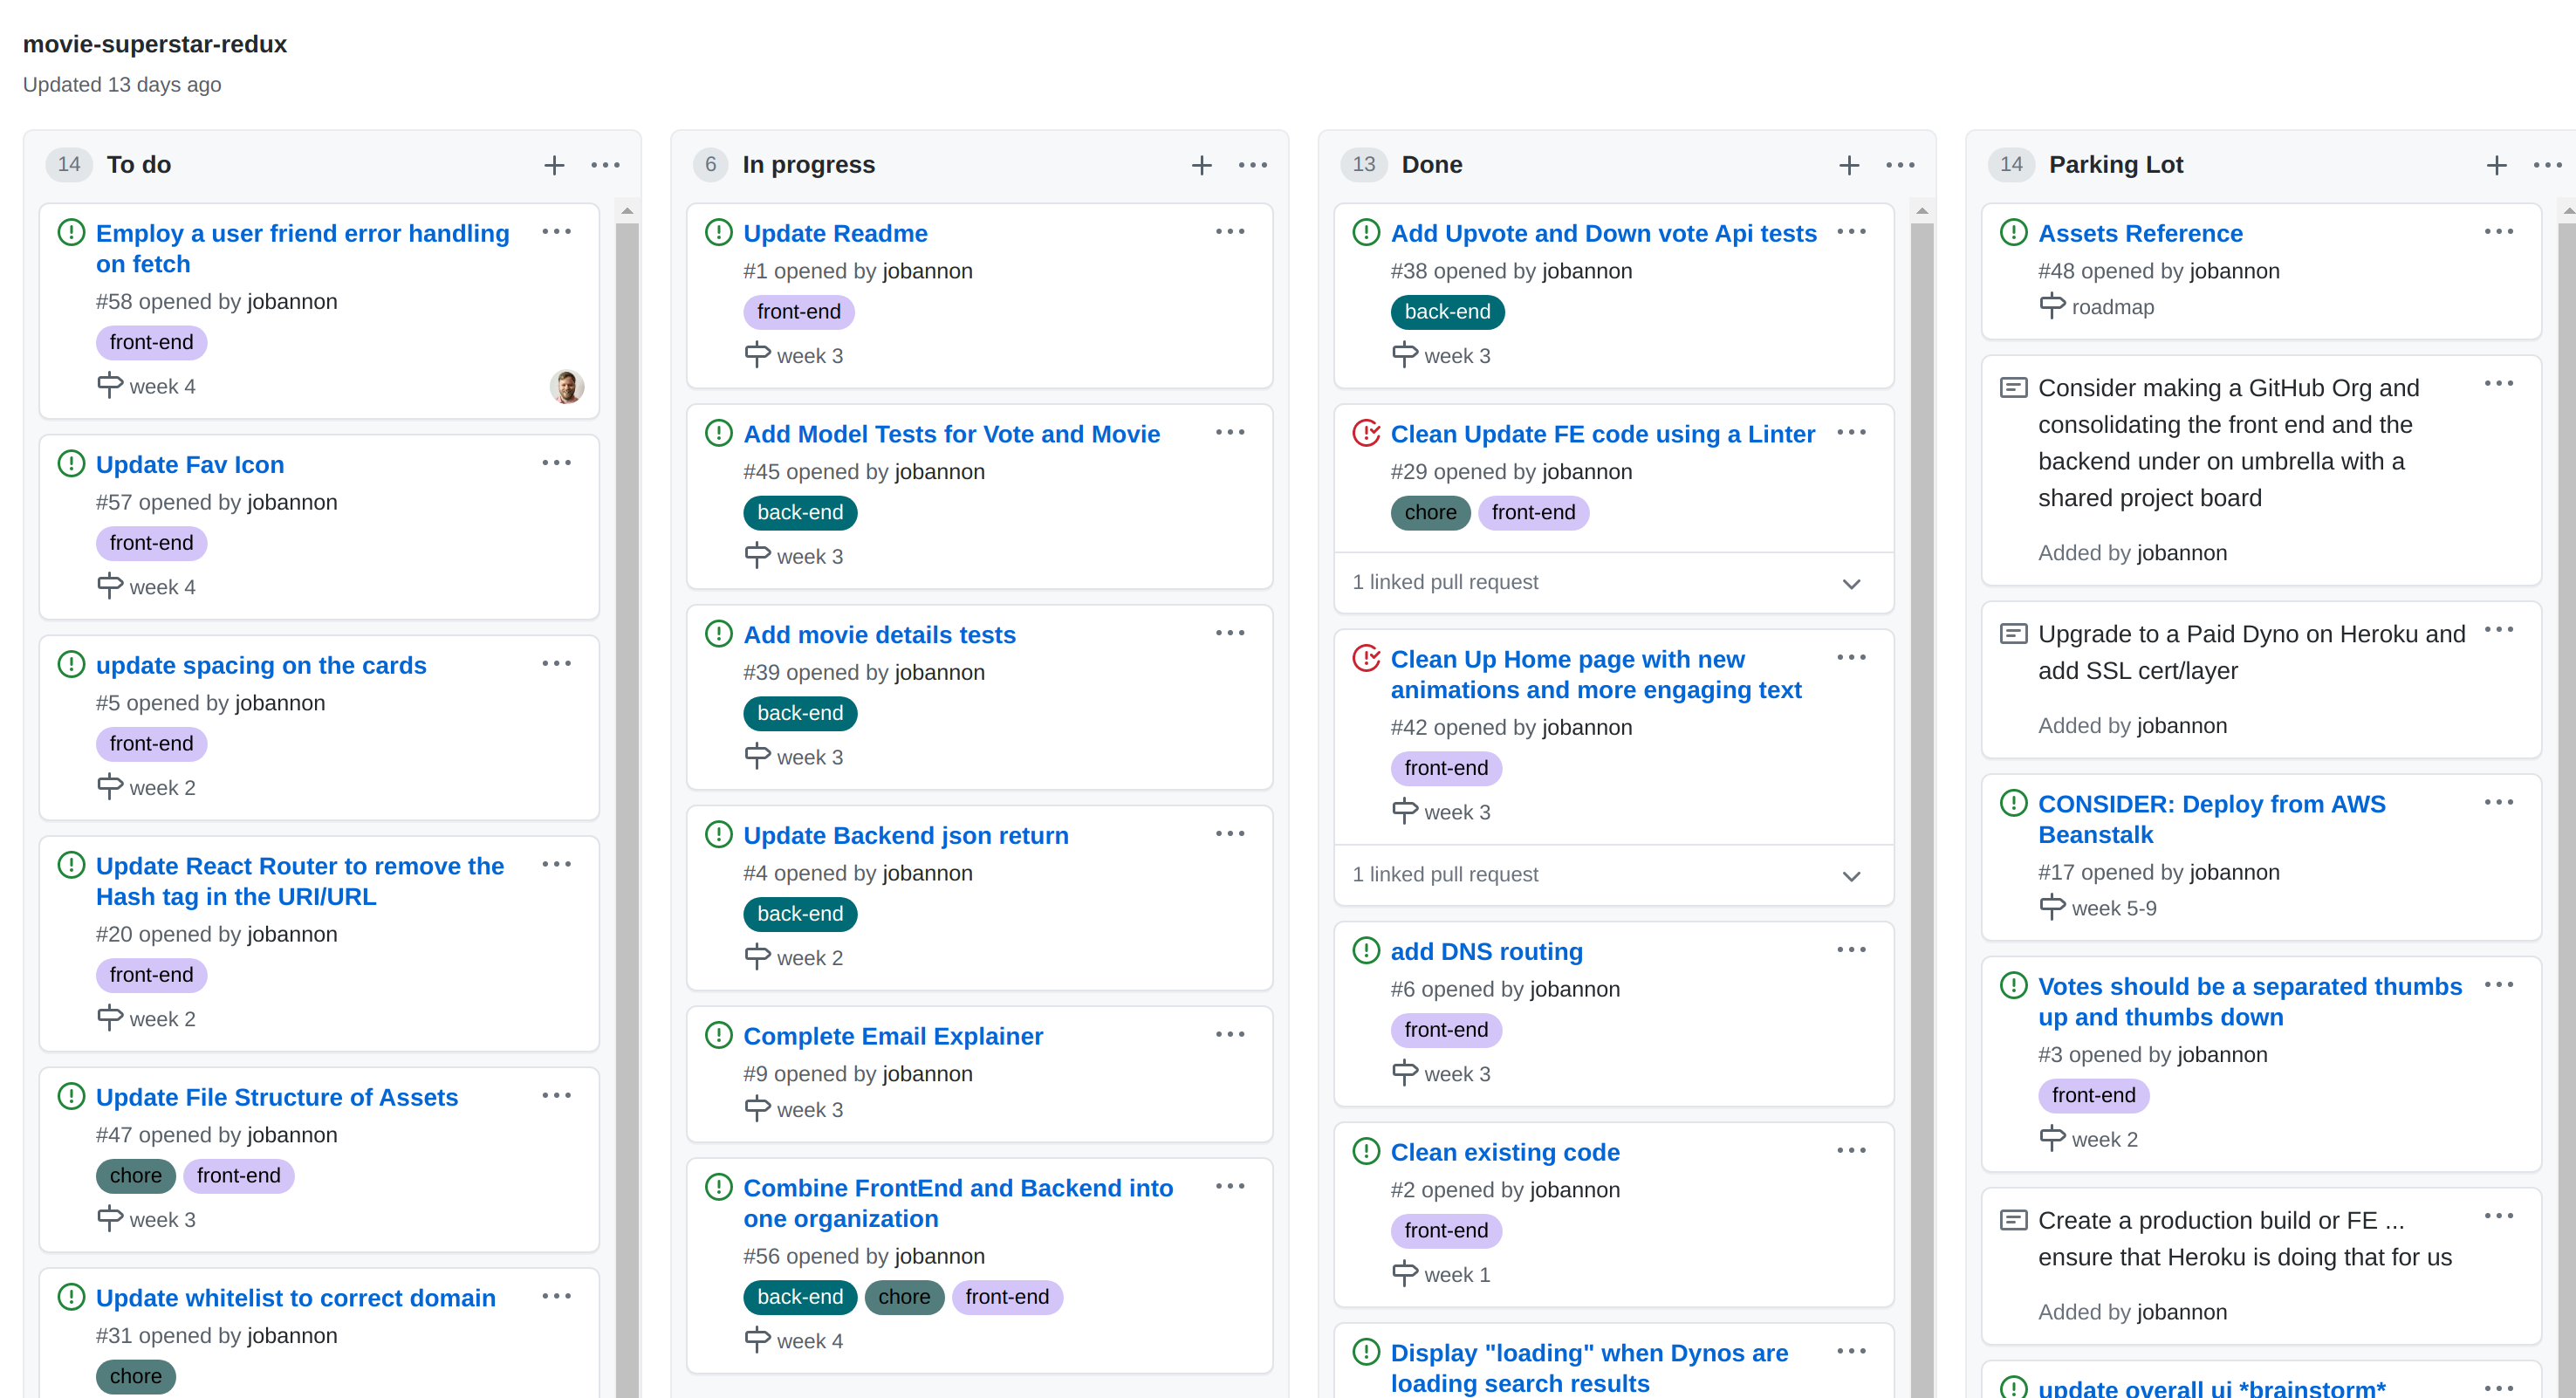 movie-superstar-redux
Updated 13 days ago
14 To do
Employ a user friend error handling
on fetch
#58 opened by jobannon
front-end
week 4
Update Fav Icon
#57 opened by jobannon
front-end
week 4
update spacing on the cards
#5 opened by jobannon
front-end
week 2
Update React Router to remove the
Hash tag in the URI/URL
#20 opened by jobannon
front-end
week 2
Update File Structure of Assets
#47 opened by jobannon
chore front-end
week 3
Update whitelist to correct domain
#31 opened by jobannon
chore
6 In progress
Update Readme
#1 opened by jobannon
front-end
week 3
Add Model Tests for Vote and Movie
#45 opened by jobannon
back-end
week 3
Add movie details tests
#39 opened by jobannon
back-end
week 3
Update Backend json return
#4 opened by jobannon
back-end
week 2
Complete Email Explainer
#9 opened by jobannon
week 3
Combine FrontEnd and Backend into
one organization
#56 opened by jobannon
back-end chore front-end
week 4
13 Done
Add Upvote and Down vote Api tests
#38 opened by jobannon
back-end
week 3
Clean Update FE code using a Linter
#29 opened by jobannon
chore front-end
1 linked pull request
Clean Up Home page with new
animations and more engaging text
#42 opened by jobannon
front-end
week 3
1 linked pull request
add DNS routing
#6 opened by jobannon
front-end
week 3
Clean existing code
#2 opened by jobannon
front-end
week 1
Display "loading" when Dynos are
loading search results
14 Parking Lot
Assets Reference
#48 opened by jobannon
roadmap
Consider making a GitHub Org and
consolidating the front end and the
backend under on umbrella with a
shared project board
Added by jobannon
Upgrade to a Paid Dyno on Heroku and
add SSL cert/layer
Added by jobannon
CONSIDER: Deploy from AWS
Beanstalk
#17 opened by jobannon
week 5-9
Votes should be a separated thumbs
up and thumbs down
#3 opened by jobannon
front-end
week 2
Create a production build or FE ...
ensure that Heroku is doing that for us
Added by jobannon
update overall ui *brainstorm*